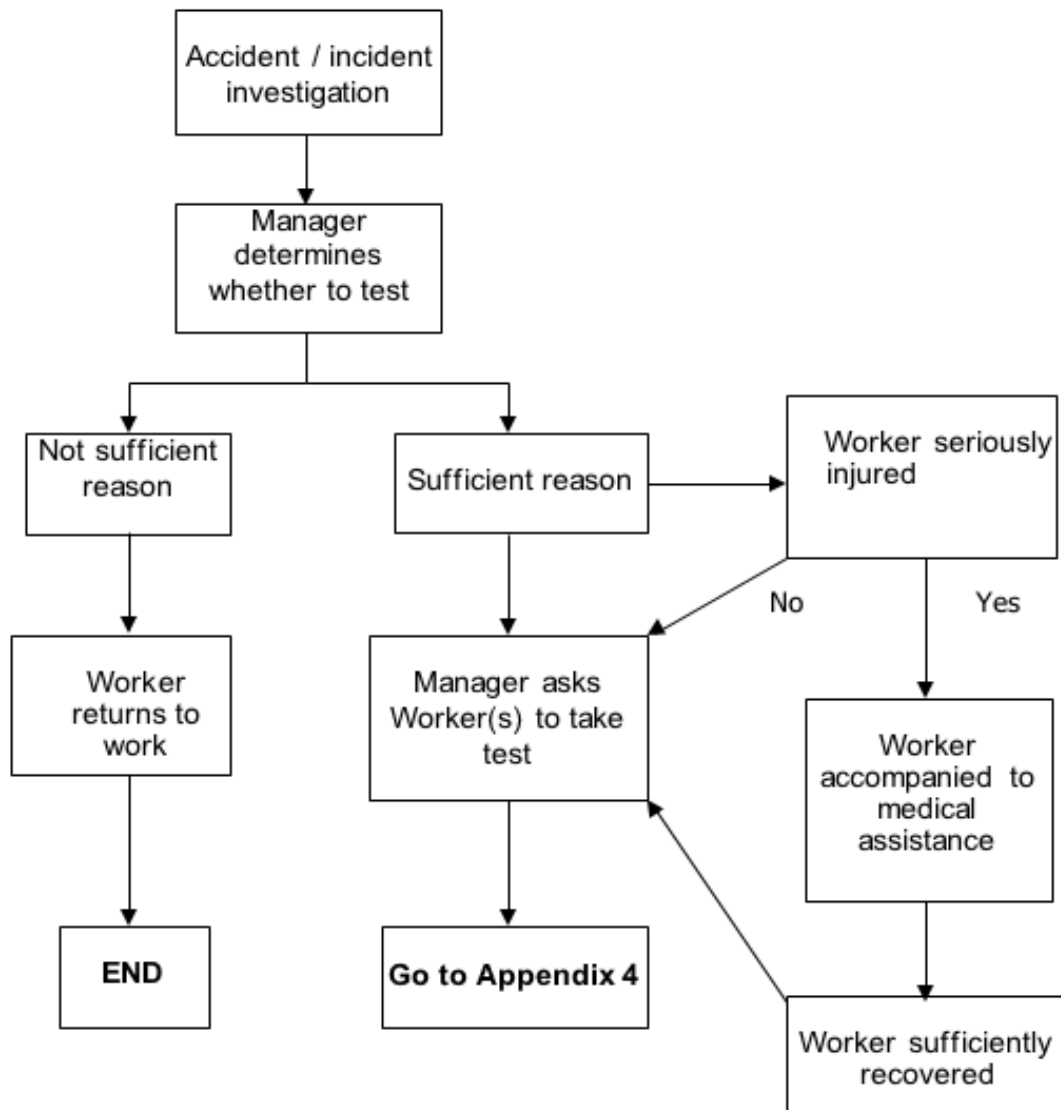 Accident / incident
investigation
Manager
determines
whether to test
Not sufficient
reason
Sufficient reason
Worker seriously
injured
No
Yes
Worker
returns to
work
Manager asks
Worker(s) to take
test
Worker
accompanied to
medical
assistance
END
Go to Appendix 4
Worker sufficiently
recovered